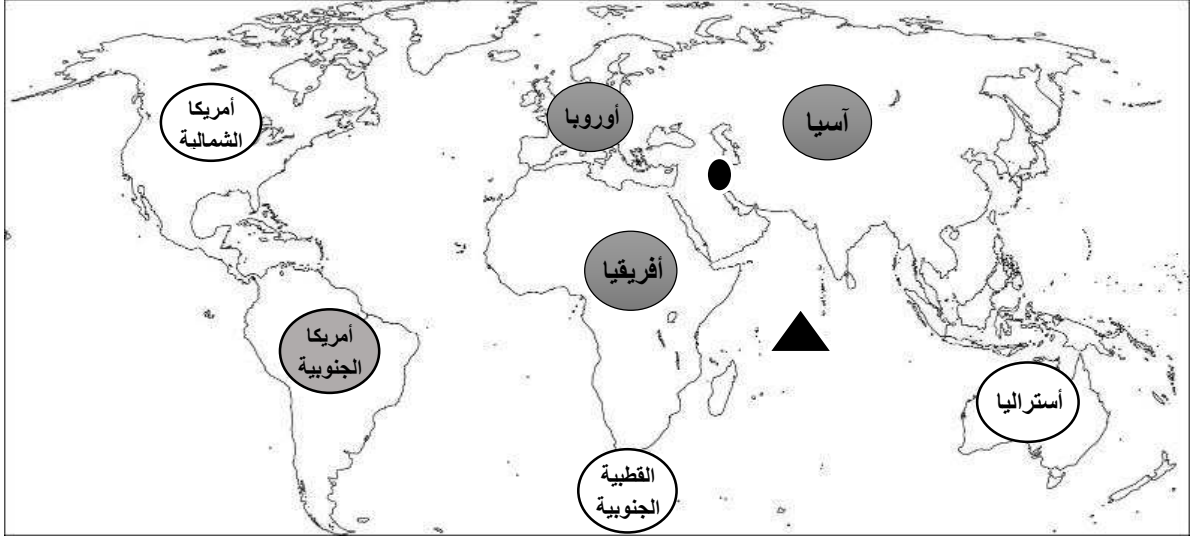 أمريكا
الشمالية
أوروبا
آسيا
أفريقيا
أمريكا
الجنوبية
أستراليا
القطبية
الجنوبية